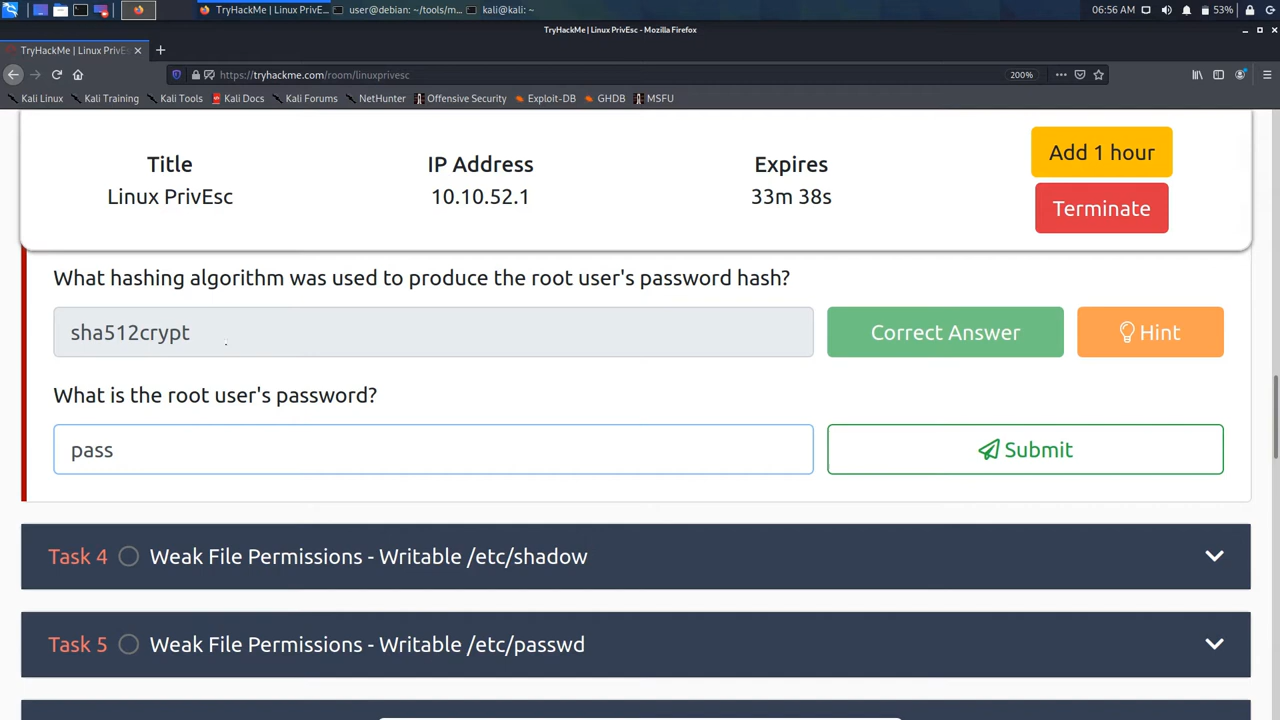 TryHackMe | Linux PrivE...
user@debian: ~/tools/m...
kali@kali: ~
06:56 AM
53%
TryHackMe | Linux PrivEsc - Mozilla Firefox
TryHackMe | Linux PrivEsc
https://tryhackme.com/room/linuxprivesc
200%
Kali Linux
Kali Training
Kali Tools
Kali Docs
Kali Forums
NetHunter
Offensive Security
Exploit-DB
GHDB
MSFU
Title
IP Address
Expires
Add 1 hour
Linux PrivEsc
10.10.52.1
33m 38s
Terminate
What hashing algorithm was used to produce the root user's password hash?
sha512crypt
Correct Answer
Hint
What is the root user's password?
pass
Submit
Task 4 Weak File Permissions - Writable /etc/shadow
Task 5 Weak File Permissions - Writable /etc/passwd